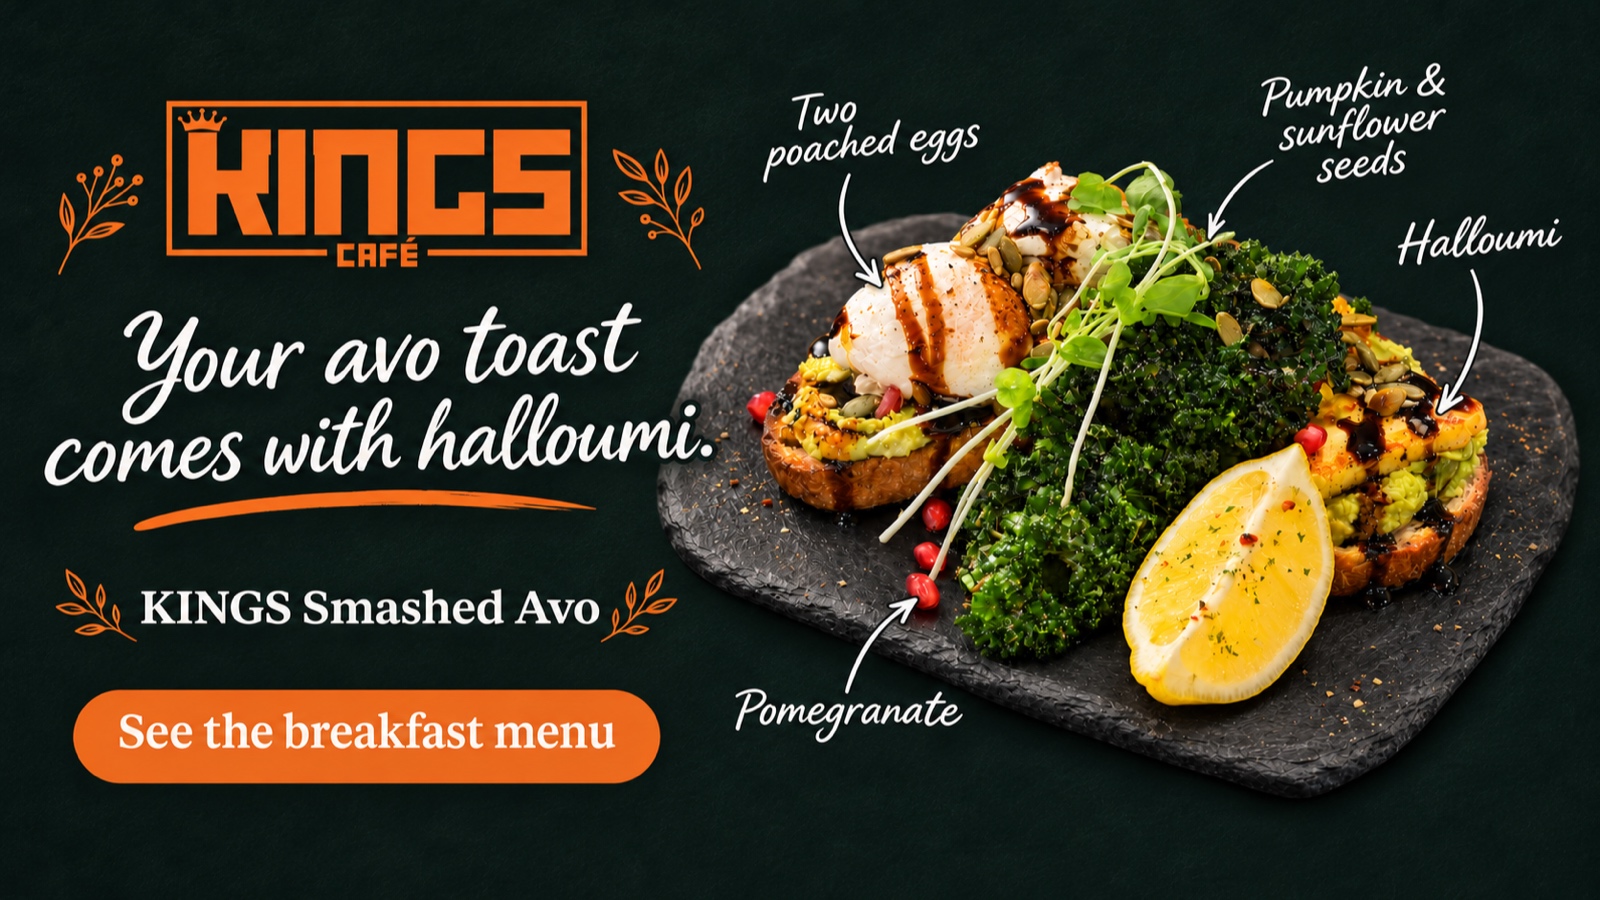 KINGS
CAFÉ
Your avo toast
comes with halloumi.
KINGS Smashed Avo
See the breakfast menu
Two
poached eggs
Pumpkin &
sunflower
seeds
Halloumi
Pomegranate